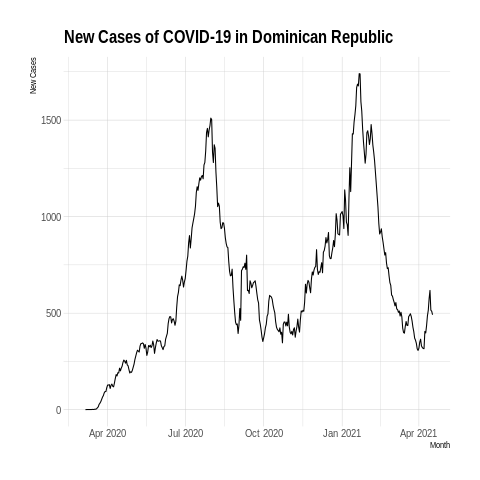 New Cases of COVID-19 in Dominican Republic
New Cases
1500
1000
500
0
Apr 2020 Jul 2020 Oct 2020 Jan 2021 Apr 2021
Month